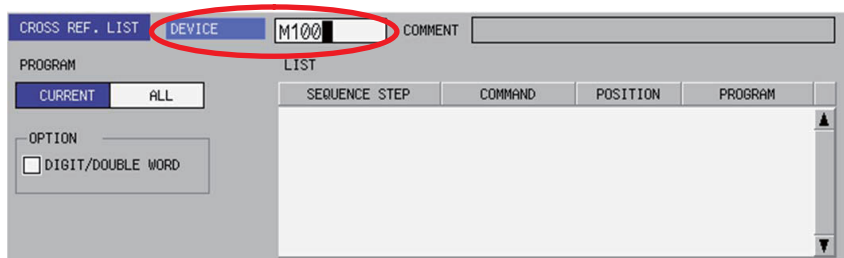 CROSS REF. LIST DEVICE M100 COMMENT
PROGRAM LIST
CURRENT ALL SEQUENCE STEP COMMAND POSITION PROGRAM
OPTION
DIGIT/DOUBLE WORD